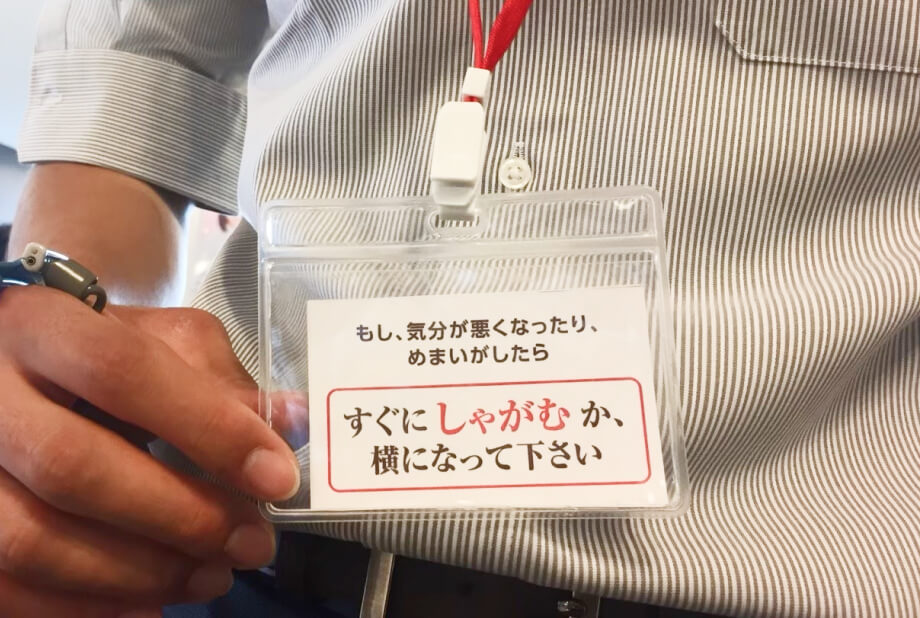 もし、気分が悪くなったり、
めまいがしたら
すぐに しゃがむ か、
横になって下さい